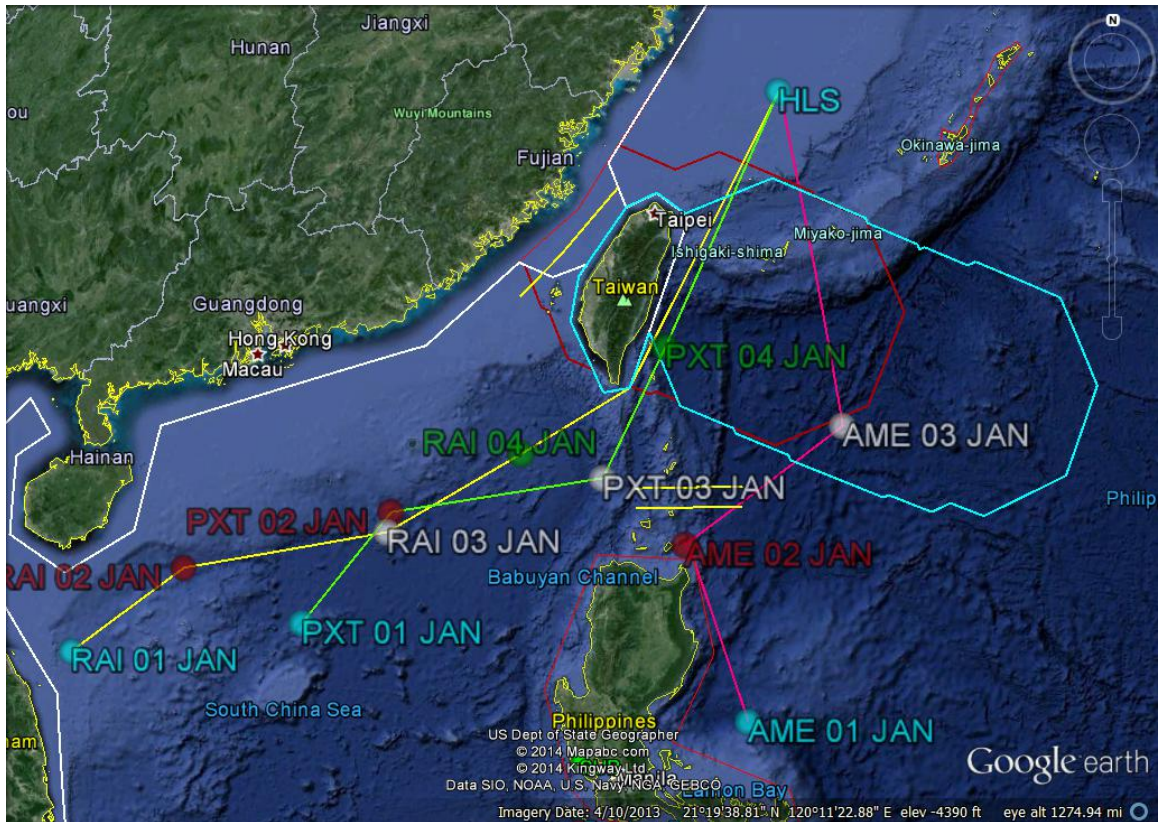 Jiangxi
Hunan
ou
Wuyi Mountains
Fujian
N
HLS
Okinawa-jima
Taipei
Miyako-jima
Ishigaki-shima
uangxi
Guangdong
Taiwan
Hong Kong
Macau
PXT 04 JAN
Hainan
RAI 04 JAN
AME 03 JAN
PXT 03 JAN
Philip
PXT 02 JAN
RAI 03 JAN
AME 02 JAN
RAI 02 JAN
Babuyan Channel
PXT 01 JAN
RAI 01 JAN
South China Sea
AME 01 JAN
Philippines
US Dept of State Geographer
© 2014 Mapabc.com
© 2014 Kingway Ltd
Manila
Data SIO, NOAA, U.S. Navy, NGA, GEBCO
Lamon Bay
nam
Google earth
Imagery Date: 4/10/2013 21°19'38.81" N 120°11'22.88" E elev -4390 ft eye alt 1274.94 mi